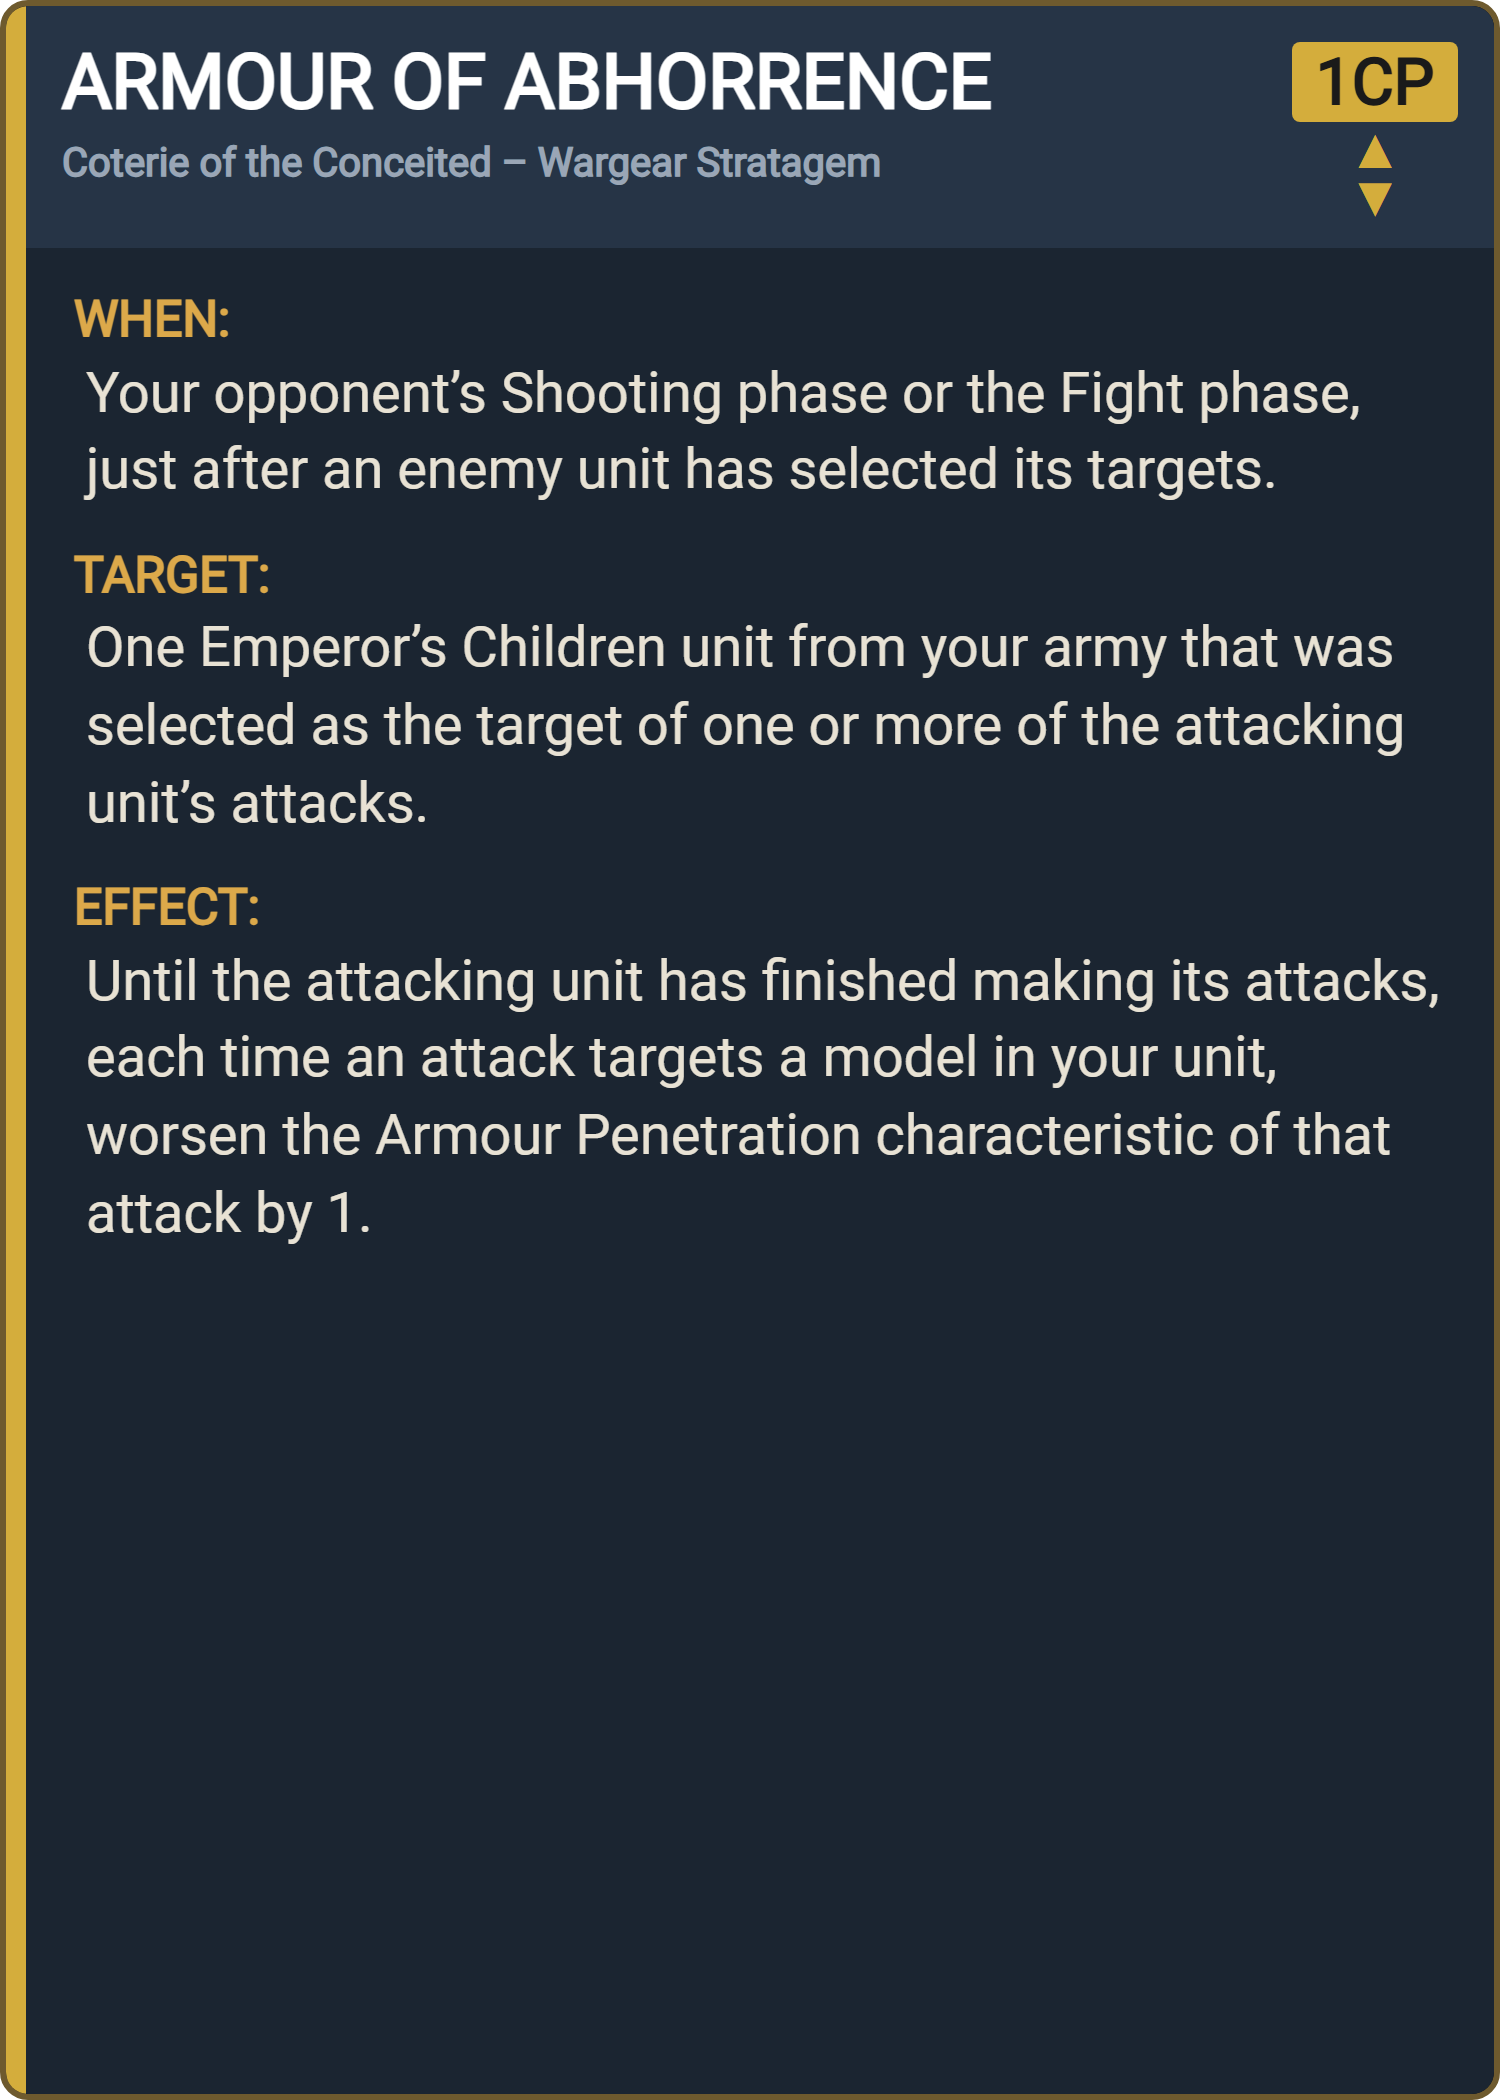 ARMOUR OF ABHORRENCE
1CP
Coterie of the Conceited – Wargear Stratagem
WHEN:
Your opponent’s Shooting phase or the Fight phase,
just after an enemy unit has selected its targets.
TARGET:
One Emperor’s Children unit from your army that was
selected as the target of one or more of the attacking
unit’s attacks.
EFFECT:
Until the attacking unit has finished making its attacks,
each time an attack targets a model in your unit,
worsen the Armour Penetration characteristic of that
attack by 1.